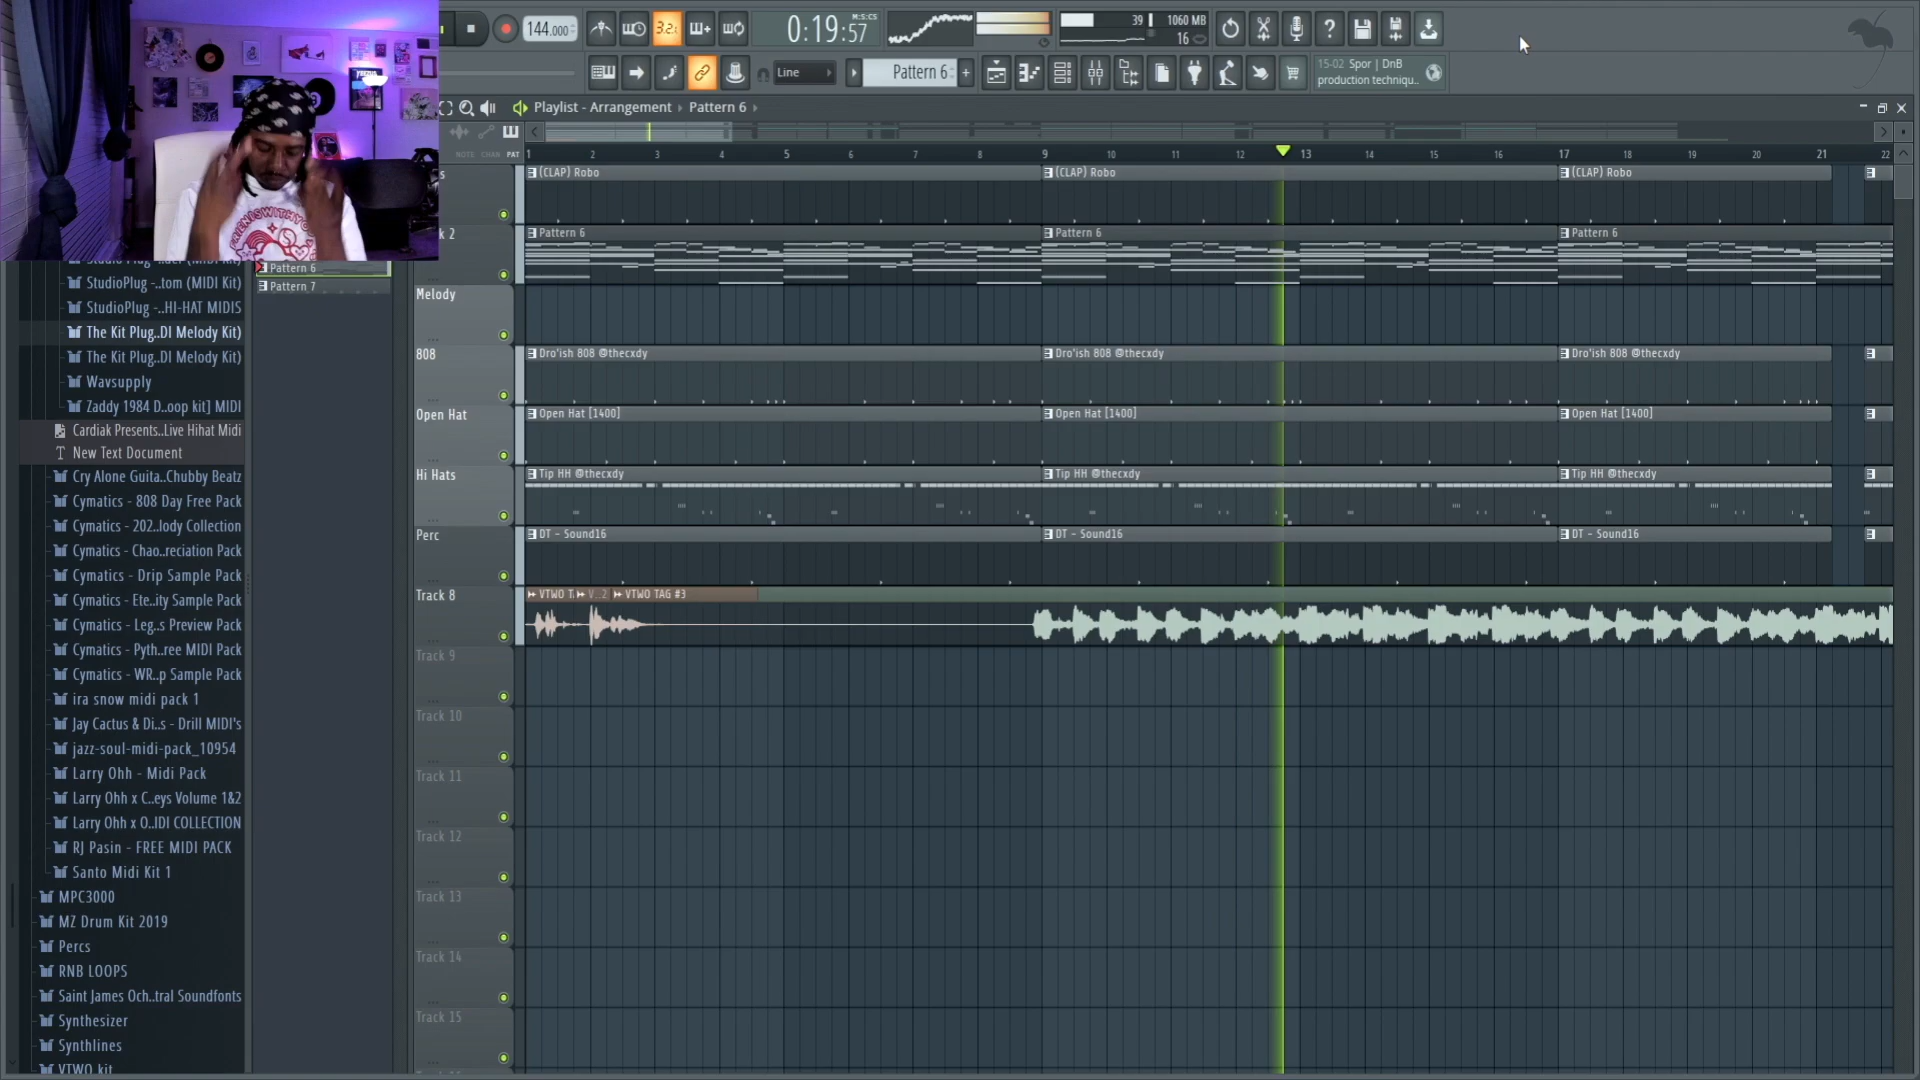 144.000
3.2.
0:19:57
M:S:CS
39
1060 MB
16
Line
Pattern 6
15-02 Spor | DnB
production techniqu..
Playlist - Arrangement
Pattern 6
NOTE CHAN PAT
1 2 3 4 5 6 7 8 9 10 11 12 13 14 15 16 17 18 19 20 21 22
(CLAP) Robo
(CLAP) Robo
(CLAP) Robo
Pattern 6
Pattern 6
Pattern 6
Melody
808
Dro'ish 808 @thecxdy
Dro'ish 808 @thecxdy
Dro'ish 808 @thecxdy
Open Hat
Open Hat [1400]
Open Hat [1400]
Open Hat [1400]
Hi Hats
Tip HH @thecxdy
Tip HH @thecxdy
Tip HH @thecxdy
Perc
DT - Sound16
DT - Sound16
DT - Sound16
Track 8
VTWO T
V..2
VTWO TAG #3
Track 9
Track 10
Track 11
Track 12
Track 13
Track 14
Track 15
Pattern 6
Pattern 7
StudioPlug -..tom (MIDI Kit)
StudioPlug -..HI-HAT MIDIS
The Kit Plug..DI Melody Kit)
The Kit Plug..DI Melody Kit)
Wavsupply
Zaddy 1984 D..oop kit] MIDI
Cardiak Presents..Live Hihat Midi
New Text Document
Cry Alone Guita..Chubby Beatz
Cymatics - 808 Day Free Pack
Cymatics - 202..lody Collection
Cymatics - Chao..reciation Pack
Cymatics - Drip Sample Pack
Cymatics - Ete..ity Sample Pack
Cymatics - Leg..s Preview Pack
Cymatics - Pyth..ree MIDI Pack
Cymatics - WR..p Sample Pack
ira snow midi pack 1
Jay Cactus & Di..s - Drill MIDI's
jazz-soul-midi-pack_10954
Larry Ohh - Midi Pack
Larry Ohh x C..eys Volume 1&2
Larry Ohh x O..IDI COLLECTION
RJ Pasin - FREE MIDI PACK
Santo Midi Kit 1
MPC3000
MZ Drum Kit 2019
Percs
RNB LOOPS
Saint James Och..tral Soundfonts
Synthesizer
Synthlines
VTWO kit